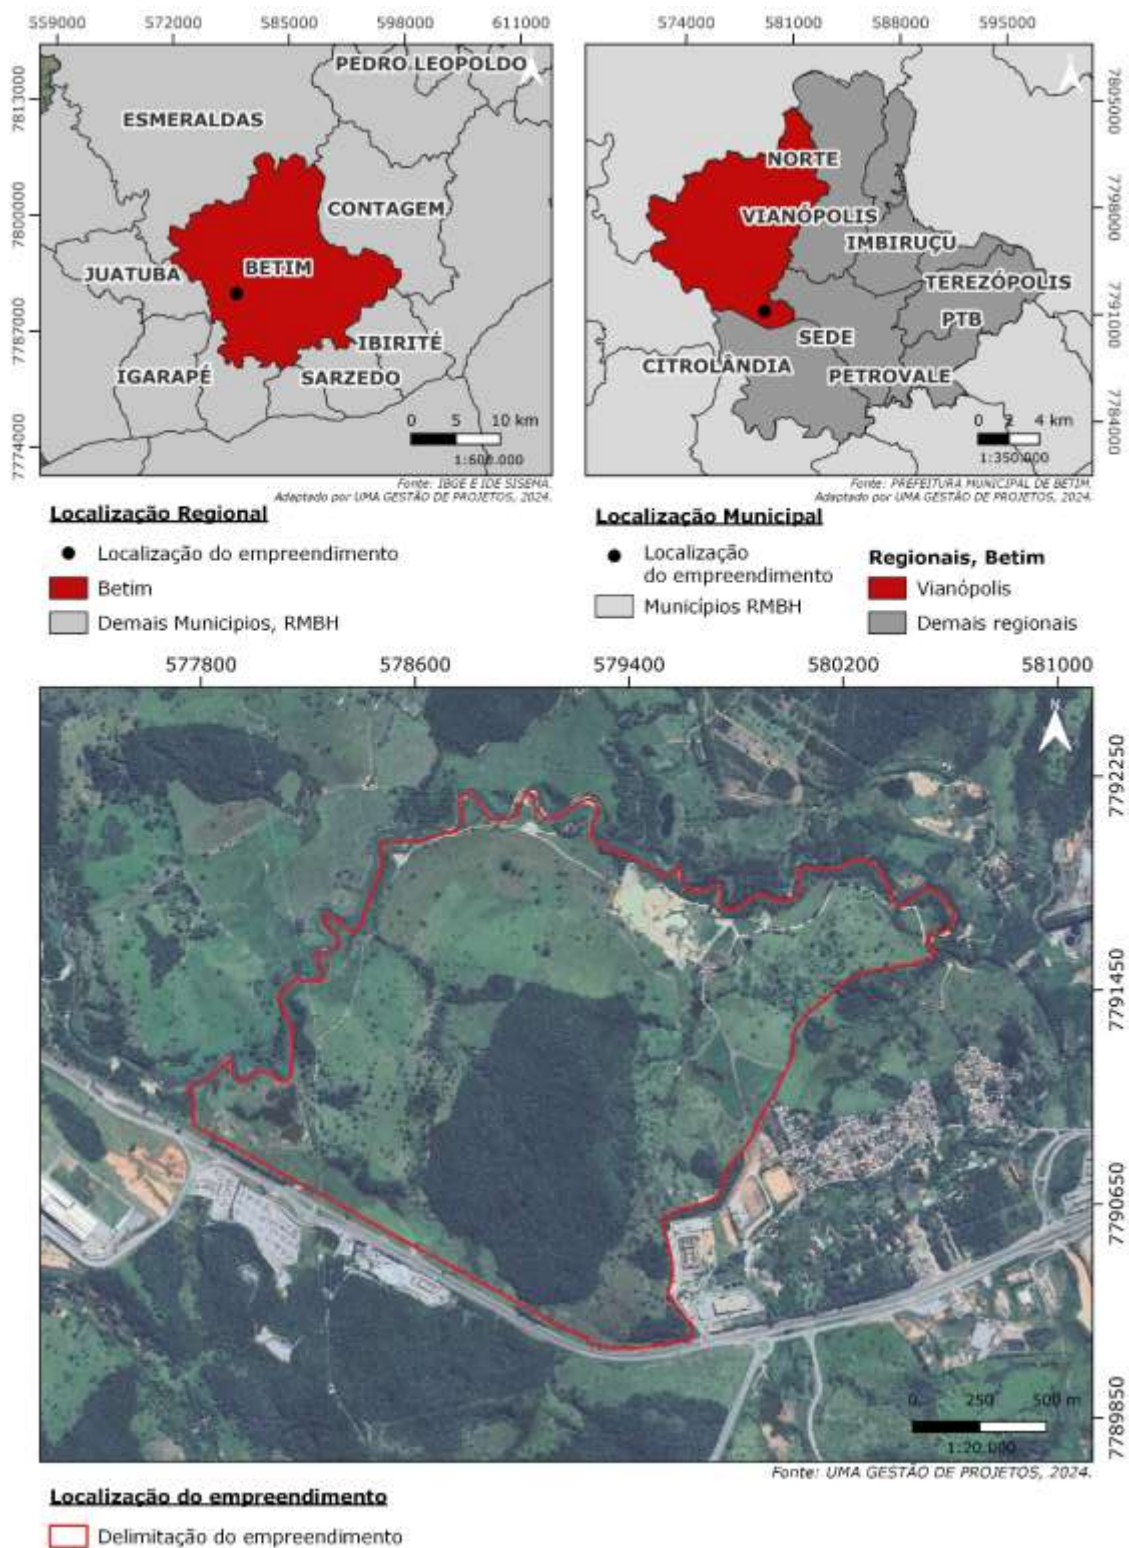 559000 572000 585000 598000 611000
7813000
7800000
7787000
7774000
PEDRO LEOPOLDO
ESMERALDAS
CONTAGEM
JUATUBA
BETIM
IBIRITÉ
IGARAPÉ
SARZEDO
0 5 10 km
1:600.000
Fonte: IBGE E IDE SISEMA.
Adaptado por UMA GESTÃO DE PROJETOS, 2024.
Localização Regional
Localização do empreendimento
Betim
Demais Municipios, RMBH
574000 581000 588000 595000
7805000
7798000
7791000
7784000
NORTE
VIANÓPOLIS
IMBIRUÇU
TEREZÓPOLIS
PTB
SEDE
CITROLÂNDIA
PETROVALE
0 2 4 km
1:350.000
Fonte: PREFEITURA MUNICIPAL DE BETIM.
Adaptado por UMA GESTÃO DE PROJETOS, 2024.
Localização Municipal
Localização
do empreendimento
Municípios RMBH
Regionais, Betim
Vianópolis
Demais regionais
577800 578600 579400 580200 581000
N
7792250
7791450
7790650
7789850
0 250 500 m
1:20.000
Fonte: UMA GESTÃO DE PROJETOS, 2024.
Localização do empreendimento
Delimitação do empreendimento